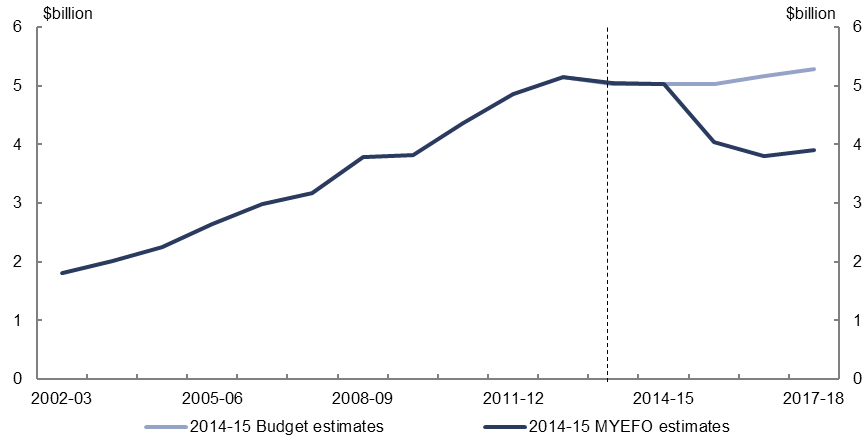 $billion $billion
6 6
5 5
4 4
3 3
2 2
1 1
0 0
2002-03 2005-06 2008-09 2011-12 2014-15 2017-18
2014-15 Budget estimates 2014-15 MYEFO estimates